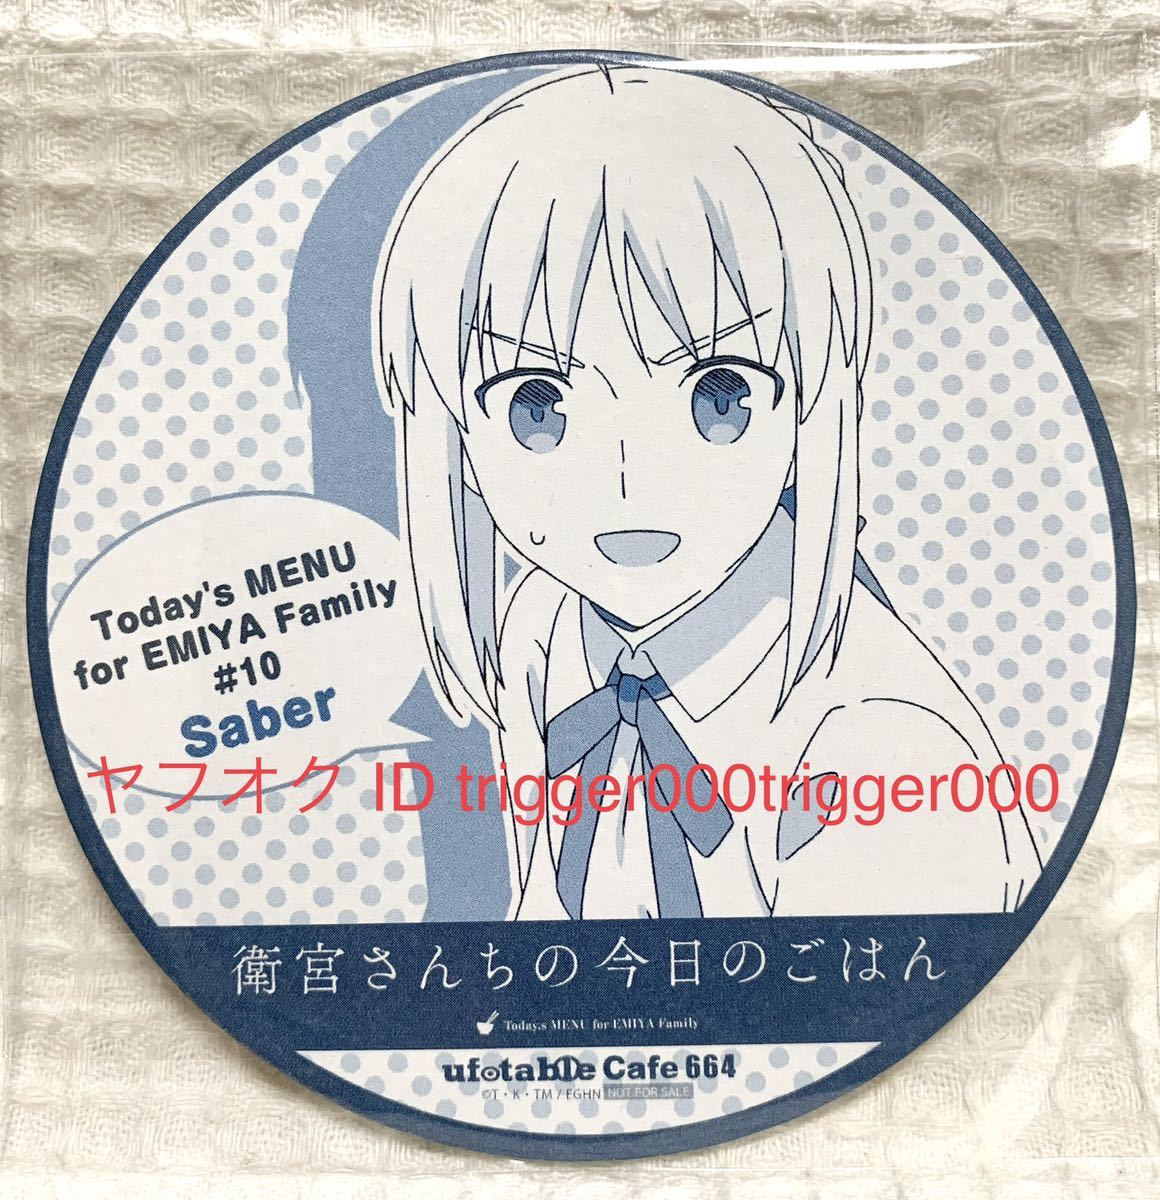 Today's MENU
for EMIYA Family
#10
Saber
ヤフオク ID trigger000trigger000
衛宮さんちの今日のごはん
Today,s MENU for EMIYA Family
ufotable Cafe 664
©T・K・TM / EGHN NOT FOR SALE